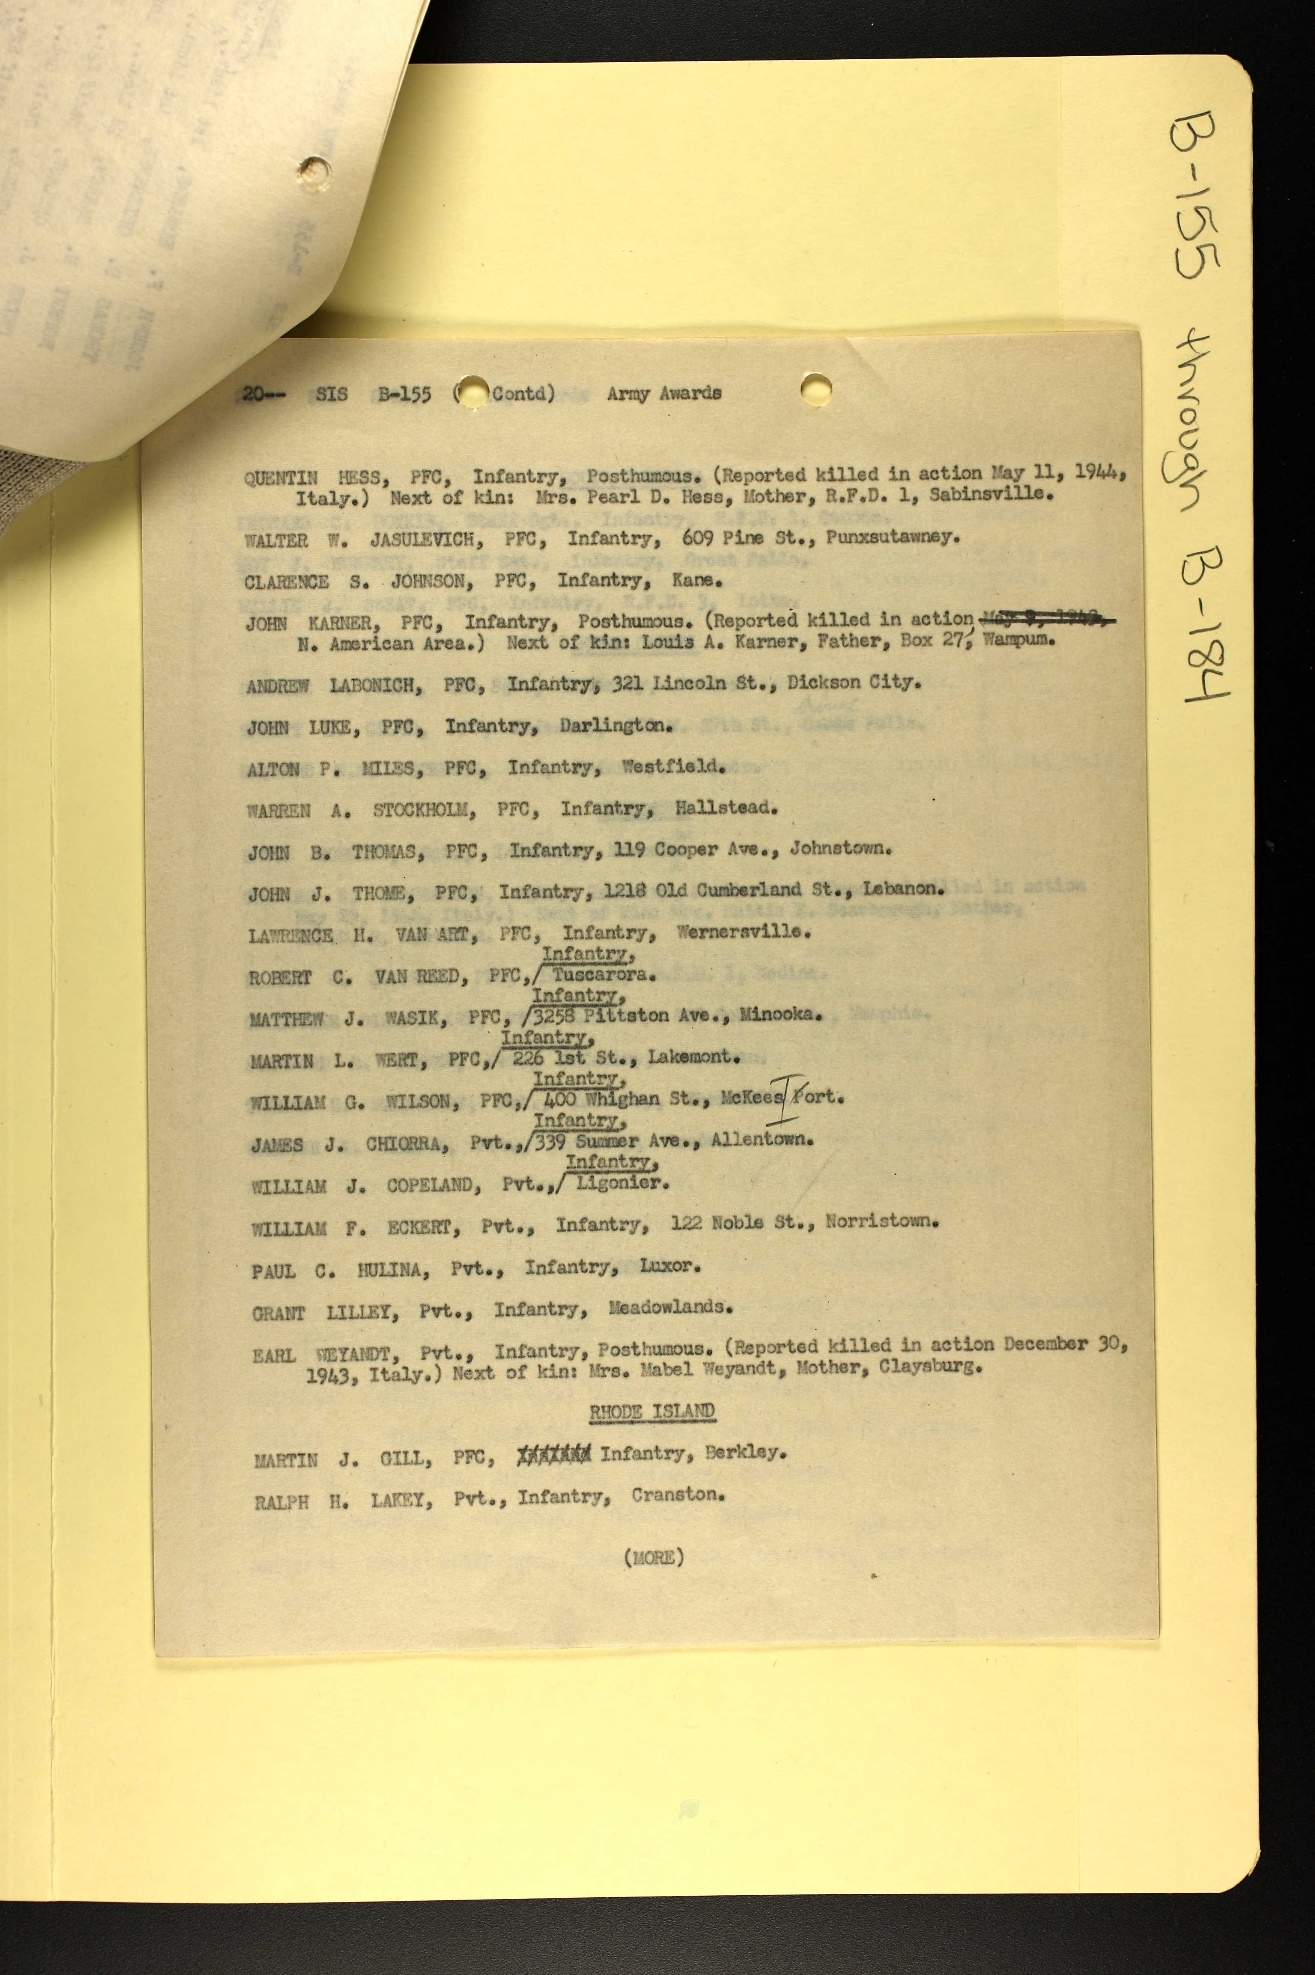 B-155 through B-184
20-- SIS B-155 ( Contd) Army Awards
QUENTIN HESS, PFC, Infantry, Posthumous. (Reported killed in action May 11, 1944,
Italy.) Next of kin: Mrs. Pearl D. Hess, Mother, R.F.D. 1, Sabinsville.
WALTER W. JASULEVICH, PFC, Infantry, 609 Pine St., Punxsutawney.
CLARENCE S. JOHNSON, PFC, Infantry, Kane.
JOHN KARNER, PFC, Infantry, Posthumous. (Reported killed in action,
N. American Area.) Next of kin: Louis A. Karner, Father, Box 27, Wampum.
ANDREW LABONICH, PFC, Infantry, 321 Lincoln St., Dickson City.
JOHN LUKE, PFC, Infantry, Darlington.
ALTON P. MILES, PFC, Infantry, Westfield.
WARREN A. STOCKHOLM, PFC, Infantry, Hallstead.
JOHN B. THOMAS, PFC, Infantry, 119 Cooper Ave., Johnstown.
JOHN J. THOME, PFC, Infantry, 1218 Old Cumberland St., Lebanon.
LAWRENCE H. VAN ART, PFC, Infantry, Wernersville.
Infantry,
ROBERT C. VAN REED, PFC,/ Tuscarora.
Infantry,
MATTHEW J. WASIK, PFC, /3258 Pittston Ave., Minooka.
Infantry,
MARTIN L. WERT, PFC,/ 226 1st St., Lakemont.
Infantry,
WILLIAM G. WILSON, PFC,/ 400 Whighan St., McKees Port.
Infantry,
JAMES J. CHIORRA, Pvt.,/339 Summer Ave., Allentown.
Infantry,
WILLIAM J. COPELAND, Pvt.,/ Ligonier.
WILLIAM F. ECKERT, Pvt., Infantry, 122 Noble St., Norristown.
PAUL C. HULINA, Pvt., Infantry, Luxor.
GRANT LILLEY, Pvt., Infantry, Meadowlands.
EARL WEYANDT, Pvt., Infantry, Posthumous. (Reported killed in action December 30,
1943, Italy.) Next of kin: Mrs. Mabel Weyandt, Mother, Claysburg.
RHODE ISLAND
MARTIN J. GILL, PFC, Infantry, Berkley.
RALPH H. LAKEY, Pvt., Infantry, Cranston.
(MORE)